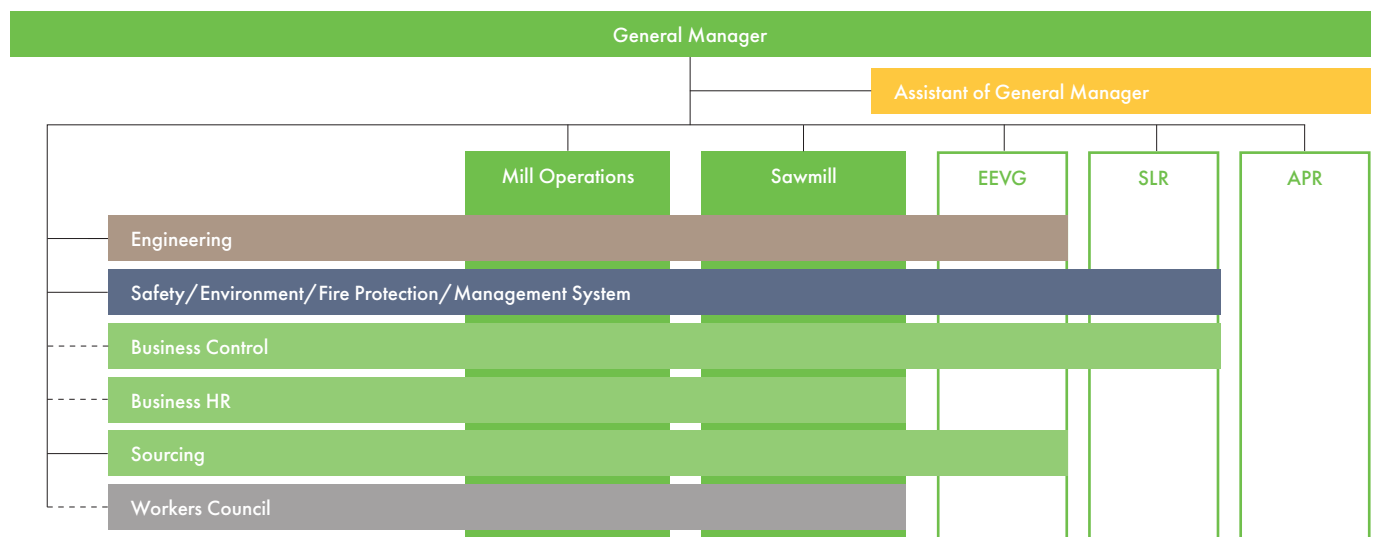 General Manager
Assistant of General Manager
Mill Operations
Sawmill
EEVG
SLR
APR
Engineering
Safety/Environment/Fire Protection/Management System
Business Control
Business HR
Sourcing
Workers Council